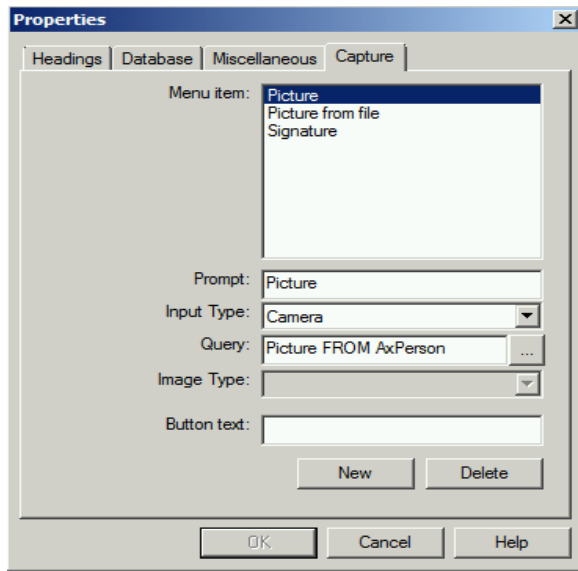 Properties
Headings Database Miscellaneous Capture
Menu item: Picture
Picture from file
Signature
Prompt: Picture
Input Type: Camera
Query: Picture FROM AxPerson ...
Image Type:
Button text:
New Delete
OK Cancel Help